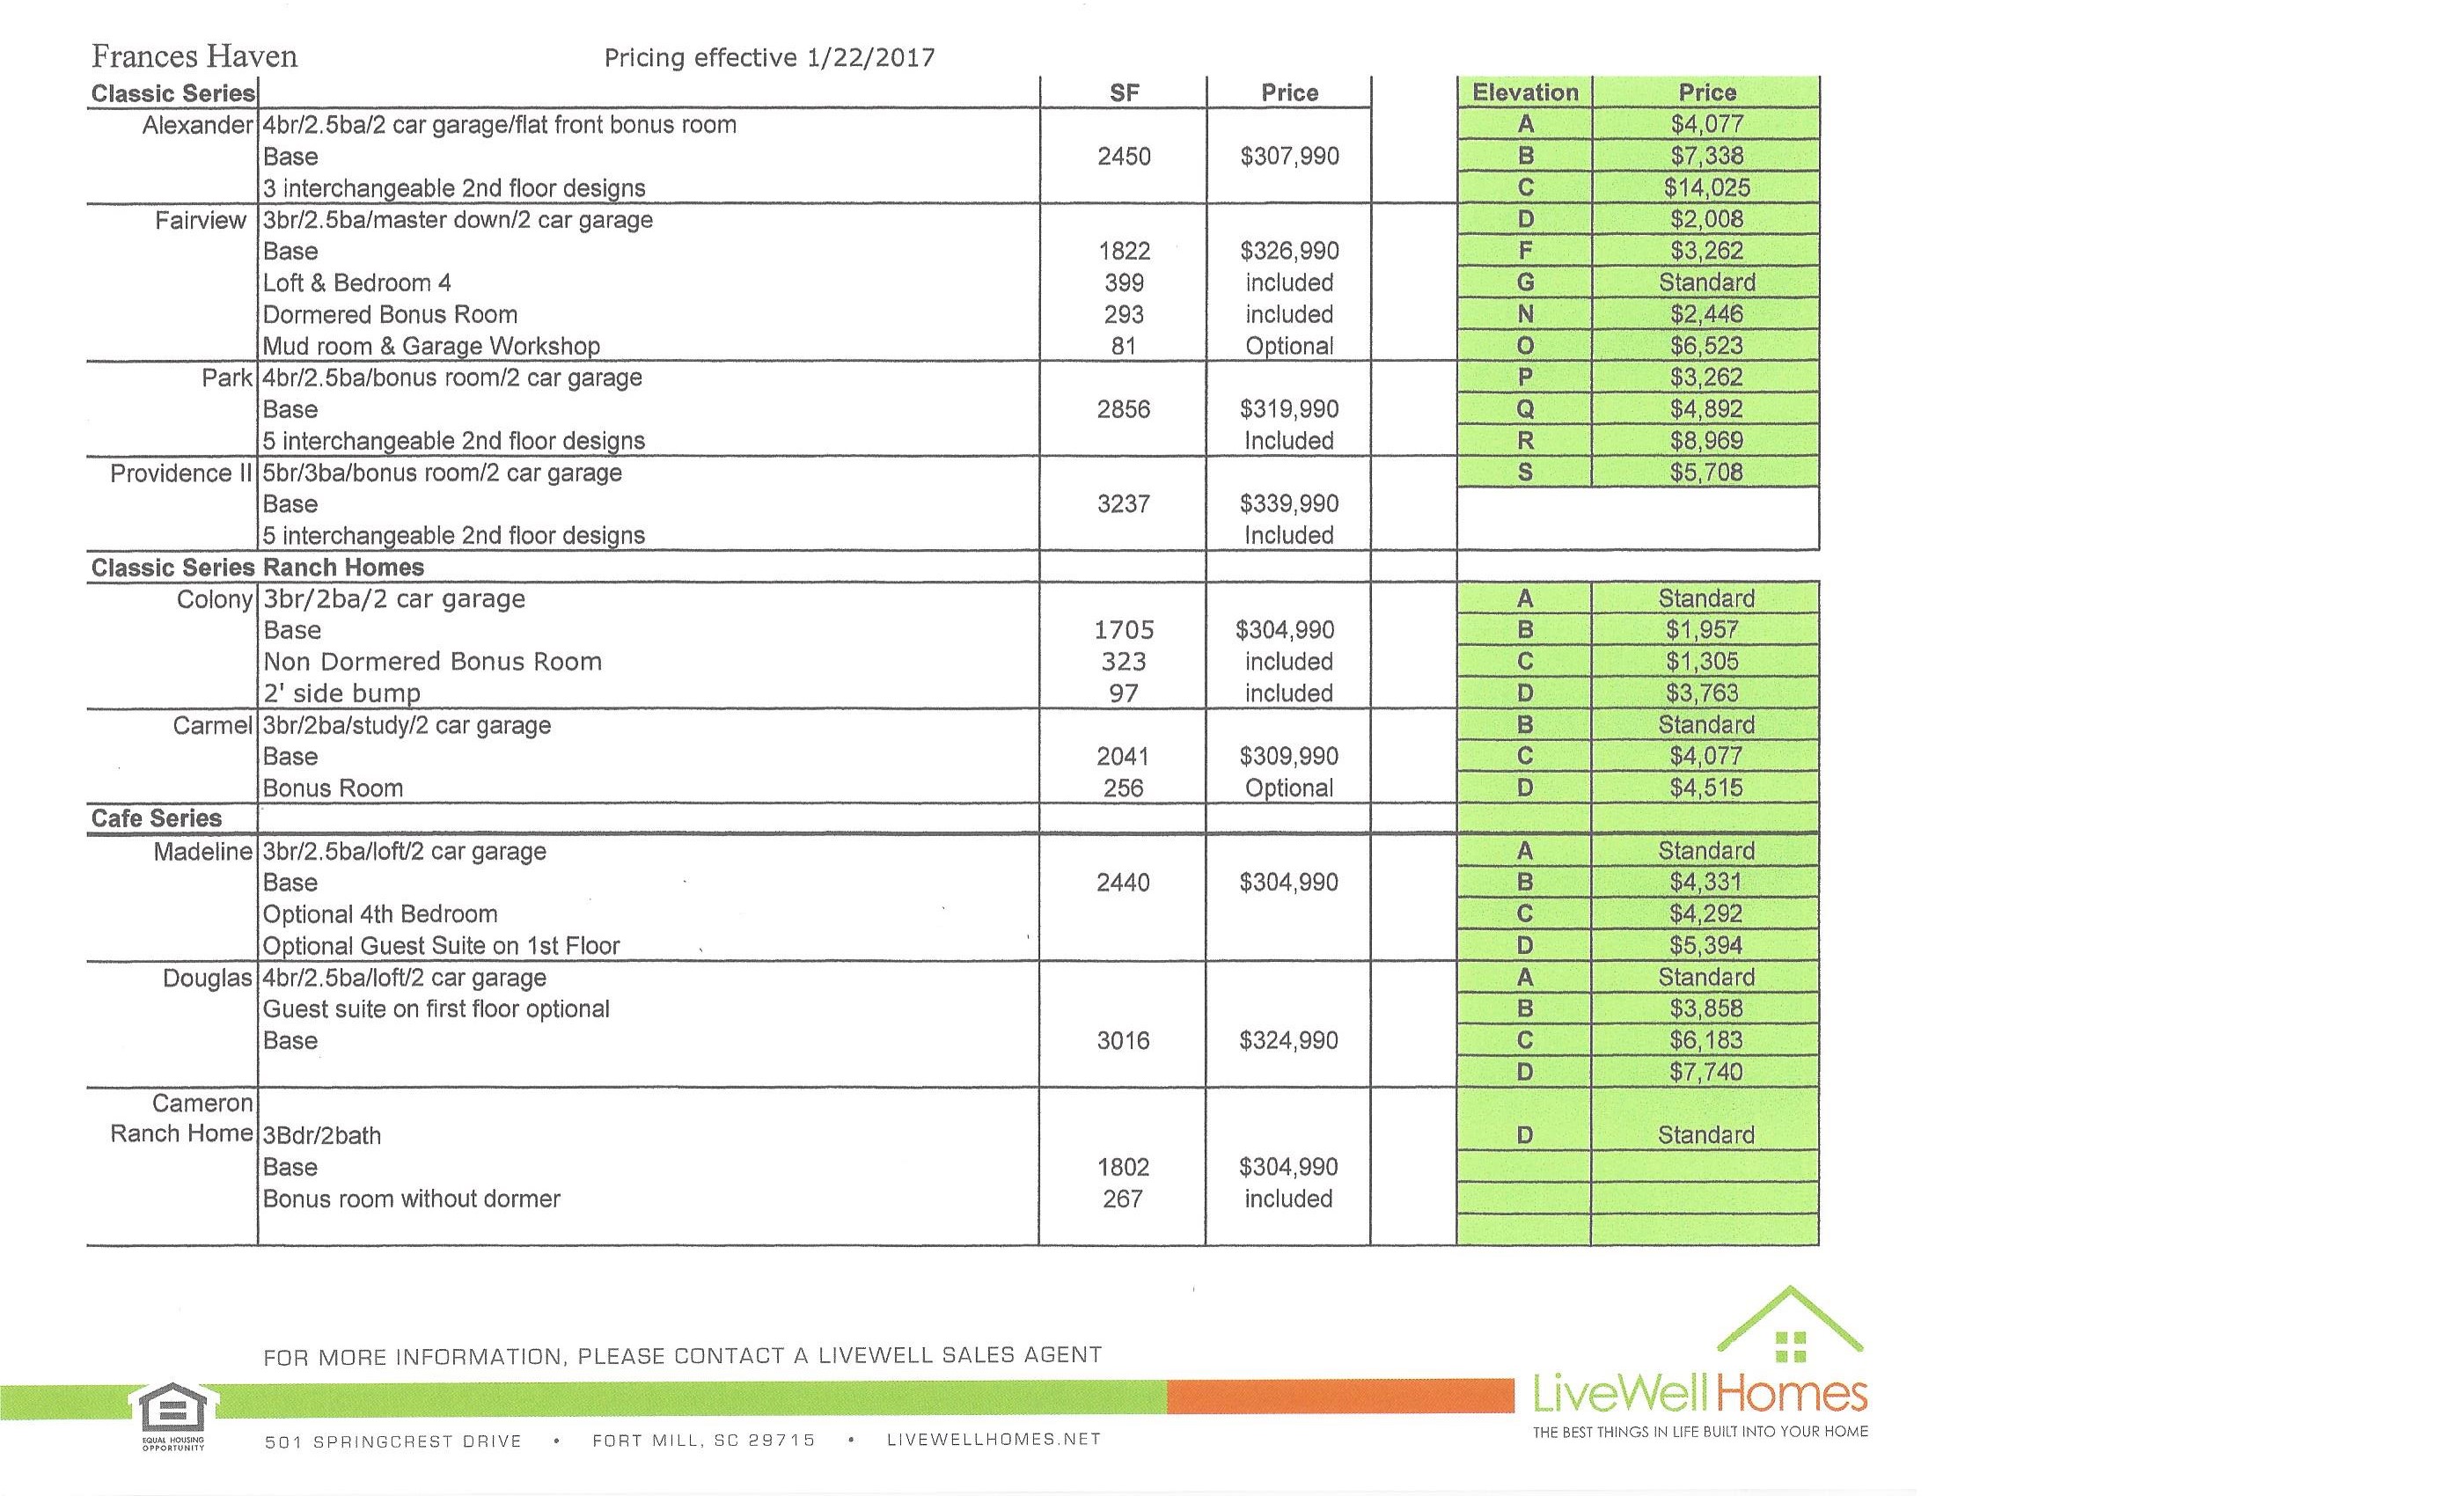 Frances Haven Pricing effective 1/22/2017
Classic Series SF Price Elevation Price
Alexander 4br/2.5ba/2 car garage/flat front bonus room A $4,077
Base 2450 $307,990 B $7,338
3 interchangeable 2nd floor designs C $14,025
Fairview 3br/2.5ba/master down/2 car garage D $2,008
Base 1822 $326,990 F $3,262
Loft & Bedroom 4 399 included G Standard
Dormered Bonus Room 293 included N $2,446
Mud room & Garage Workshop 81 Optional O $6,523
Park 4br/2.5ba/bonus room/2 car garage P $3,262
Base 2856 $319,990 Q $4,892
5 interchangeable 2nd floor designs Included R $8,969
Providence II 5br/3ba/bonus room/2 car garage S $5,708
Base 3237 $339,990
5 interchangeable 2nd floor designs Included
Classic Series Ranch Homes
Colony 3br/2ba/2 car garage A Standard
Base 1705 $304,990 B $1,957
Non Dormered Bonus Room 323 included C $1,305
2' side bump 97 included D $3,763
Carmel 3br/2ba/study/2 car garage B Standard
Base 2041 $309,990 C $4,077
Bonus Room 256 Optional D $4,515
Cafe Series
Madeline 3br/2.5ba/loft/2 car garage A Standard
Base 2440 $304,990 B $4,331
Optional 4th Bedroom C $4,292
Optional Guest Suite on 1st Floor D $5,394
Douglas 4br/2.5ba/loft/2 car garage A Standard
Guest suite on first floor optional B $3,858
Base 3016 $324,990 C $6,183
D $7,740
Cameron
Ranch Home 3Bdr/2bath D Standard
Base 1802 $304,990
Bonus room without dormer 267 included
FOR MORE INFORMATION, PLEASE CONTACT A LIVEWELL SALES AGENT
LiveWell Homes
THE BEST THINGS IN LIFE BUILT INTO YOUR HOME
EQUAL HOUSING
OPPORTUNITY
501 SPRINGCREST DRIVE • FORT MILL, SC 29715 • LIVEWELLHOMES.NET